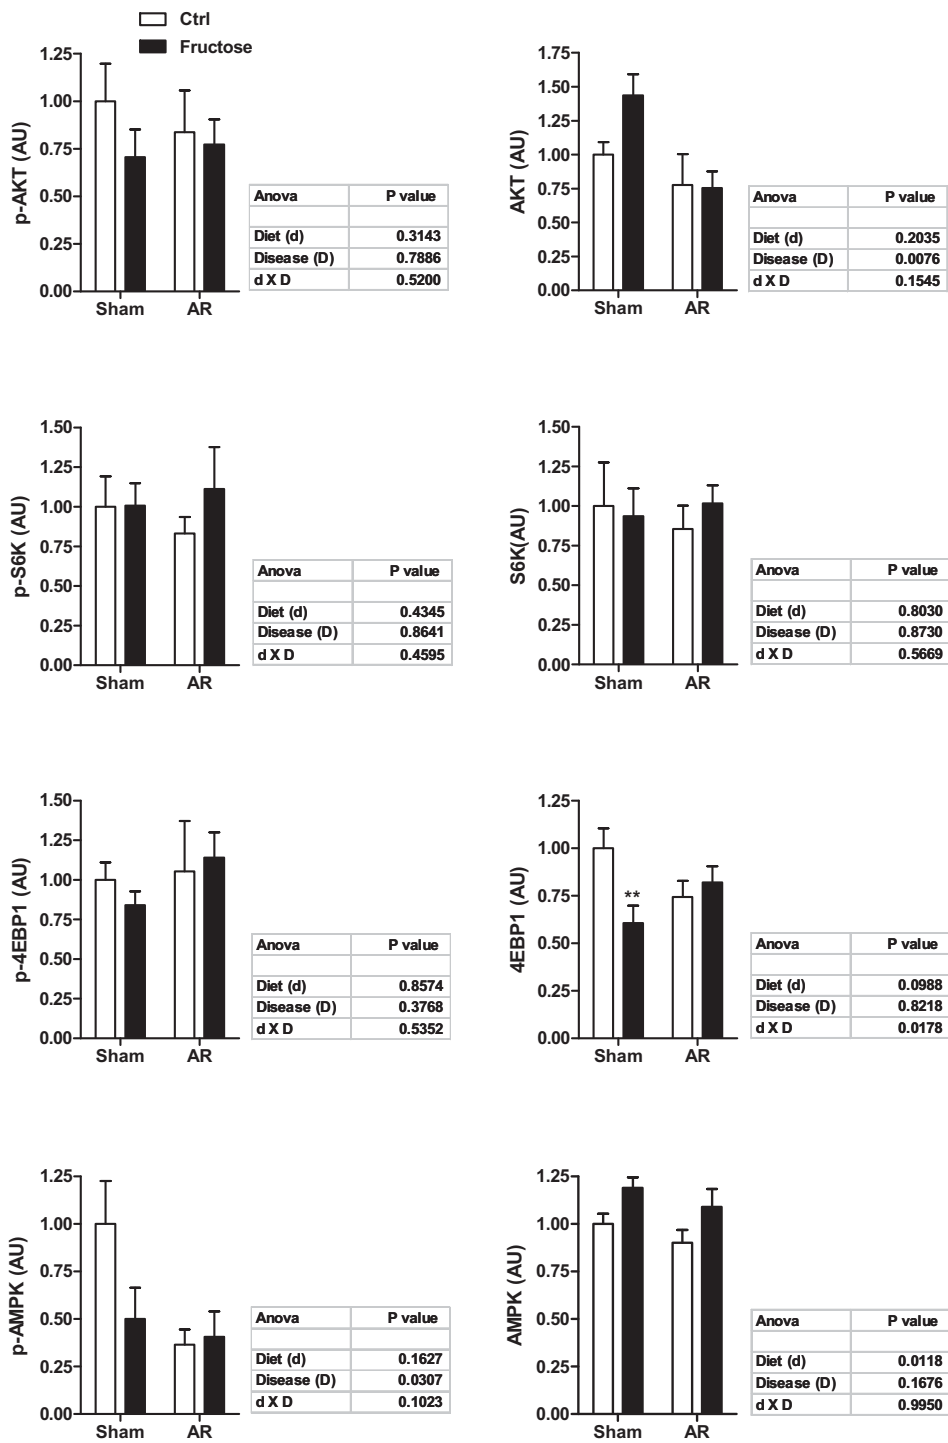 Ctrl
Fructose
p-AKT (AU)
1.25
1.00
0.75
0.50
0.25
0.00
Sham AR
Anova P value
Diet (d) 0.3143
Disease (D) 0.7886
d X D 0.5200
AKT (AU)
1.75
1.50
1.25
1.00
0.75
0.50
0.25
0.00
Sham AR
Anova P value
Diet (d) 0.2035
Disease (D) 0.0076
d X D 0.1545
p-S6K (AU)
1.50
1.25
1.00
0.75
0.50
0.25
0.00
Sham AR
Anova P value
Diet (d) 0.4345
Disease (D) 0.8641
d X D 0.4595
S6K(AU)
1.50
1.25
1.00
0.75
0.50
0.25
0.00
Sham AR
Anova P value
Diet (d) 0.8030
Disease (D) 0.8730
d X D 0.5669
p-4EBP1 (AU)
1.50
1.25
1.00
0.75
0.50
0.25
0.00
Sham AR
Anova P value
Diet (d) 0.8574
Disease (D) 0.3768
d X D 0.5352
4EBP1 (AU)
1.25
1.00
0.75
0.50
0.25
0.00
**
Sham AR
Anova P value
Diet (d) 0.0988
Disease (D) 0.8218
d X D 0.0178
p-AMPK (AU)
1.25
1.00
0.75
0.50
0.25
0.00
Sham AR
Anova P value
Diet (d) 0.1627
Disease (D) 0.0307
d X D 0.1023
AMPK (AU)
1.25
1.00
0.75
0.50
0.25
0.00
Sham AR
Anova P value
Diet (d) 0.0118
Disease (D) 0.1676
d X D 0.9950